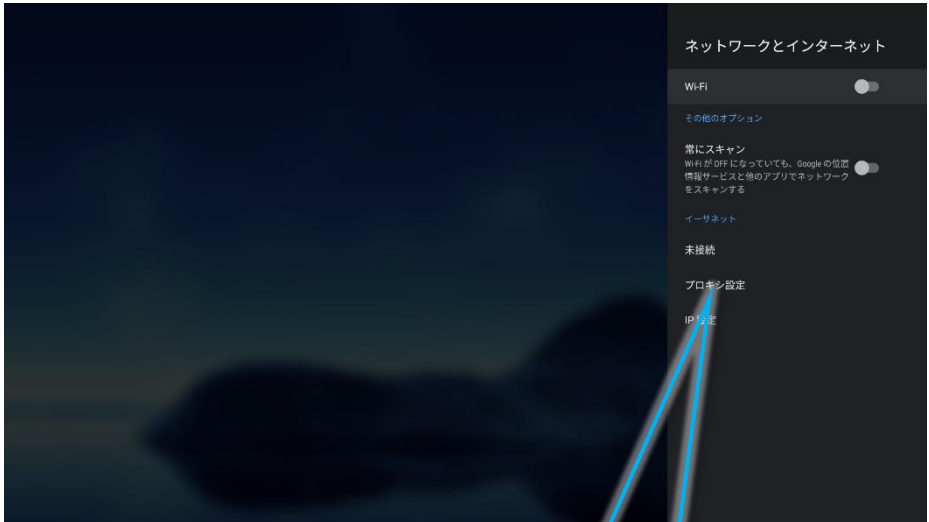 ネットワークとインターネット
Wi-Fi
その他のオプション
常にスキャン
Wi-Fi が OFF になっていても、Google の位置
情報サービスと他のアプリでネットワーク
をスキャンする
イーサネット
未接続
プロキシ設定
IP 設定